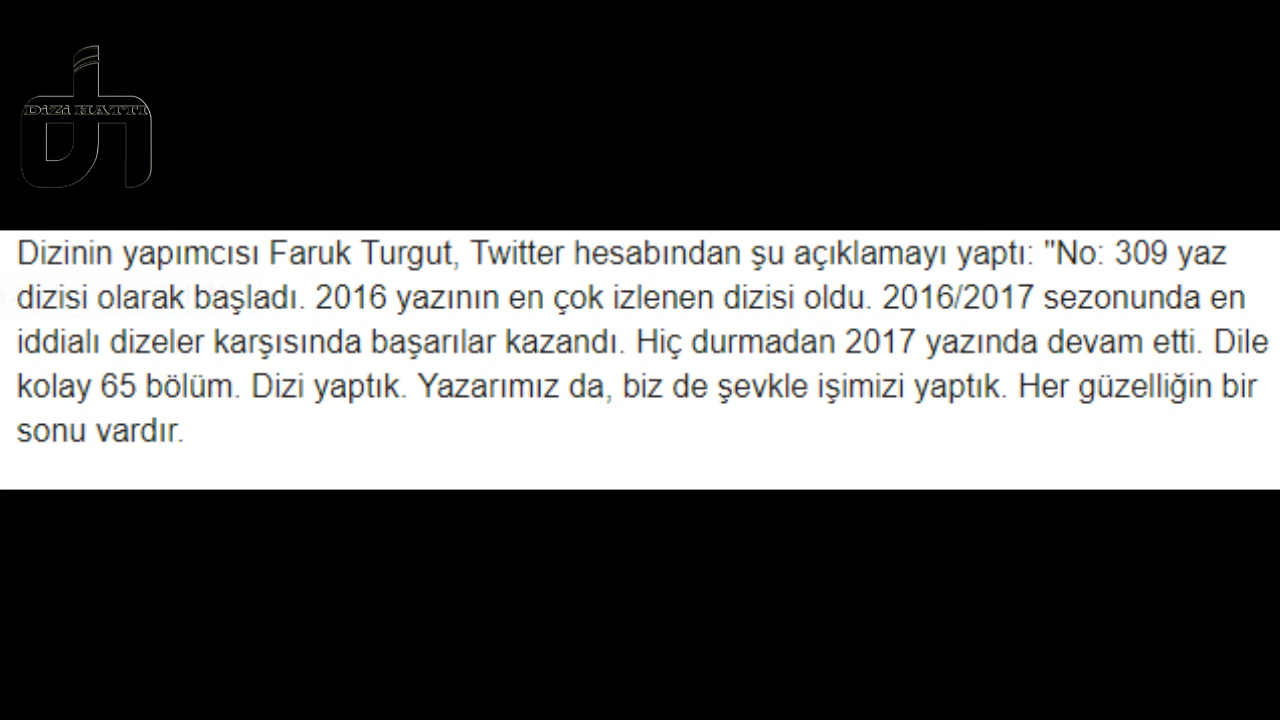 DiZi HATTI
Dizinin yapımcısı Faruk Turgut, Twitter hesabından şu açıklamayı yaptı: "No: 309 yaz
dizisi olarak başladı. 2016 yazının en çok izlenen dizisi oldu. 2016/2017 sezonunda en
iddialı dizeler karşısında başarılar kazandı. Hiç durmadan 2017 yazında devam etti. Dile
kolay 65 bölüm. Dizi yaptık. Yazarımız da, biz de şevkle işimizi yaptık. Her güzelliğin bir
sonu vardır.